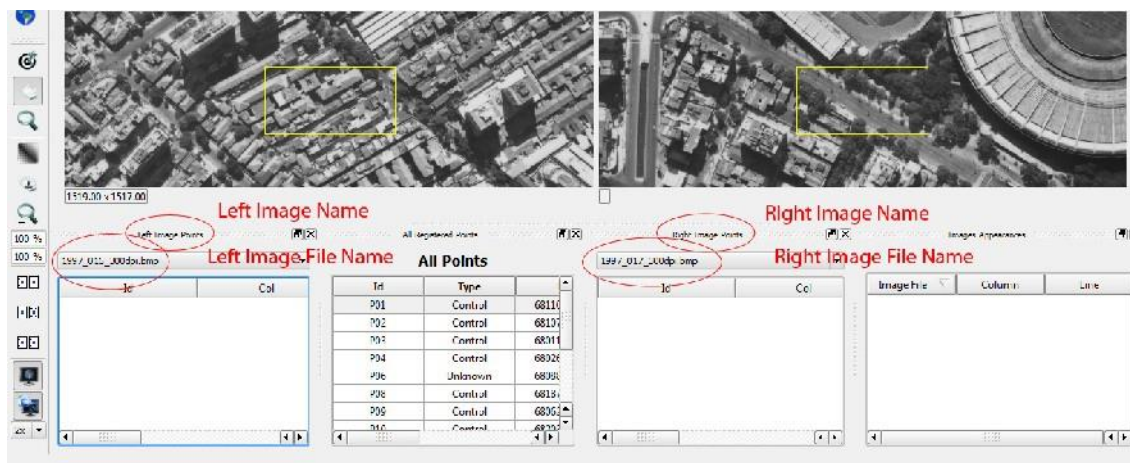 1519.00 x 1517.00
Left Image Name
Right Image Name
Left Image Points
All Registered Points
Right Image Points
Images Appearances
100 %
100 %
Left Image File Name
All Points
Right Image File Name
Id Col
Id Type
Id Col
Image File Column Line
P01 Control
P02 Control
P03 Control
P04 Control
P06 Unknown
P08 Control
P09 Control
P10 Control
2x